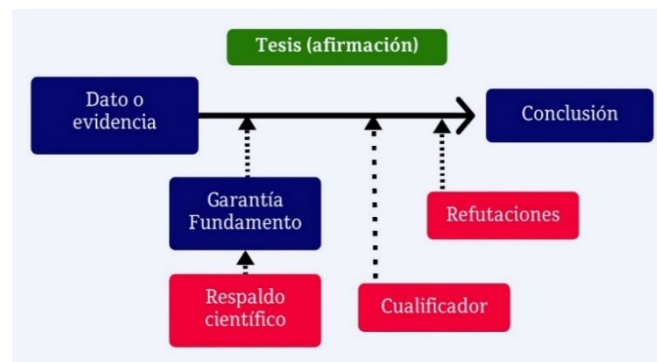 Tesis (afirmación)
Dato o
evidencia
Conclusión
Garantía
Fundamento
Refutaciones
Respaldo
científico
Cualificador